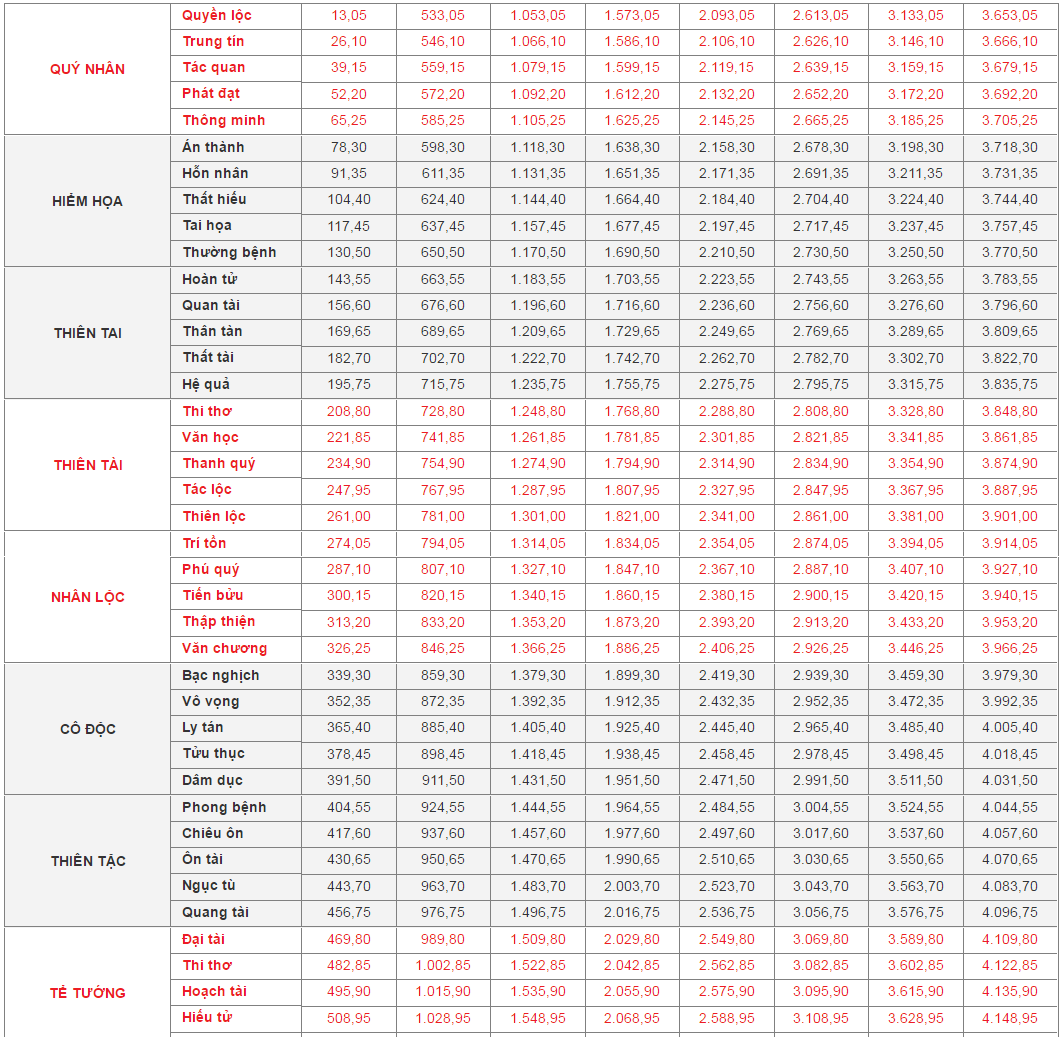 Quyền lộc 13,05 533,05 1.053,05 1.573,05 2.093,05 2.613,05 3.133,05 3.653,05
Trung tín 26,10 546,10 1.066,10 1.586,10 2.106,10 2.626,10 3.146,10 3.666,10
QUÝ NHÂN Tác quan 39,15 559,15 1.079,15 1.599,15 2.119,15 2.639,15 3.159,15 3.679,15
Phát đạt 52,20 572,20 1.092,20 1.612,20 2.132,20 2.652,20 3.172,20 3.692,20
Thông minh 65,25 585,25 1.105,25 1.625,25 2.145,25 2.665,25 3.185,25 3.705,25
Án thành 78,30 598,30 1.118,30 1.638,30 2.158,30 2.678,30 3.198,30 3.718,30
Hỗn nhân 91,35 611,35 1.131,35 1.651,35 2.171,35 2.691,35 3.211,35 3.731,35
HIỂM HỌA Thất hiếu 104,40 624,40 1.144,40 1.664,40 2.184,40 2.704,40 3.224,40 3.744,40
Tai họa 117,45 637,45 1.157,45 1.677,45 2.197,45 2.717,45 3.237,45 3.757,45
Thường bệnh 130,50 650,50 1.170,50 1.690,50 2.210,50 2.730,50 3.250,50 3.770,50
Hoàn tử 143,55 663,55 1.183,55 1.703,55 2.223,55 2.743,55 3.263,55 3.783,55
Quan tài 156,60 676,60 1.196,60 1.716,60 2.236,60 2.756,60 3.276,60 3.796,60
THIÊN TAI Thân tàn 169,65 689,65 1.209,65 1.729,65 2.249,65 2.769,65 3.289,65 3.809,65
Thất tài 182,70 702,70 1.222,70 1.742,70 2.262,70 2.782,70 3.302,70 3.822,70
Hệ quả 195,75 715,75 1.235,75 1.755,75 2.275,75 2.795,75 3.315,75 3.835,75
Thi thơ 208,80 728,80 1.248,80 1.768,80 2.288,80 2.808,80 3.328,80 3.848,80
Văn học 221,85 741,85 1.261,85 1.781,85 2.301,85 2.821,85 3.341,85 3.861,85
THIÊN TÀI Thanh quý 234,90 754,90 1.274,90 1.794,90 2.314,90 2.834,90 3.354,90 3.874,90
Tác lộc 247,95 767,95 1.287,95 1.807,95 2.327,95 2.847,95 3.367,95 3.887,95
Thiên lộc 261,00 781,00 1.301,00 1.821,00 2.341,00 2.861,00 3.381,00 3.901,00
Trí tồn 274,05 794,05 1.314,05 1.834,05 2.354,05 2.874,05 3.394,05 3.914,05
Phú quý 287,10 807,10 1.327,10 1.847,10 2.367,10 2.887,10 3.407,10 3.927,10
NHÂN LỘC Tiến bửu 300,15 820,15 1.340,15 1.860,15 2.380,15 2.900,15 3.420,15 3.940,15
Thập thiện 313,20 833,20 1.353,20 1.873,20 2.393,20 2.913,20 3.433,20 3.953,20
Văn chương 326,25 846,25 1.366,25 1.886,25 2.406,25 2.926,25 3.446,25 3.966,25
Bạc nghịch 339,30 859,30 1.379,30 1.899,30 2.419,30 2.939,30 3.459,30 3.979,30
Vô vọng 352,35 872,35 1.392,35 1.912,35 2.432,35 2.952,35 3.472,35 3.992,35
CÔ ĐỘC Ly tán 365,40 885,40 1.405,40 1.925,40 2.445,40 2.965,40 3.485,40 4.005,40
Tửu thục 378,45 898,45 1.418,45 1.938,45 2.458,45 2.978,45 3.498,45 4.018,45
Dâm dục 391,50 911,50 1.431,50 1.951,50 2.471,50 2.991,50 3.511,50 4.031,50
Phong bệnh 404,55 924,55 1.444,55 1.964,55 2.484,55 3.004,55 3.524,55 4.044,55
Chiêu ôn 417,60 937,60 1.457,60 1.977,60 2.497,60 3.017,60 3.537,60 4.057,60
THIÊN TẶC Ôn tài 430,65 950,65 1.470,65 1.990,65 2.510,65 3.030,65 3.550,65 4.070,65
Ngục tù 443,70 963,70 1.483,70 2.003,70 2.523,70 3.043,70 3.563,70 4.083,70
Quang tài 456,75 976,75 1.496,75 2.016,75 2.536,75 3.056,75 3.576,75 4.096,75
Đại tài 469,80 989,80 1.509,80 2.029,80 2.549,80 3.069,80 3.589,80 4.109,80
Thi thơ 482,85 1.002,85 1.522,85 2.042,85 2.562,85 3.082,85 3.602,85 4.122,85
TỂ TƯỚNG Hoạch tài 495,90 1.015,90 1.535,90 2.055,90 2.575,90 3.095,90 3.615,90 4.135,90
Hiếu tử 508,95 1.028,95 1.548,95 2.068,95 2.588,95 3.108,95 3.628,95 4.148,95